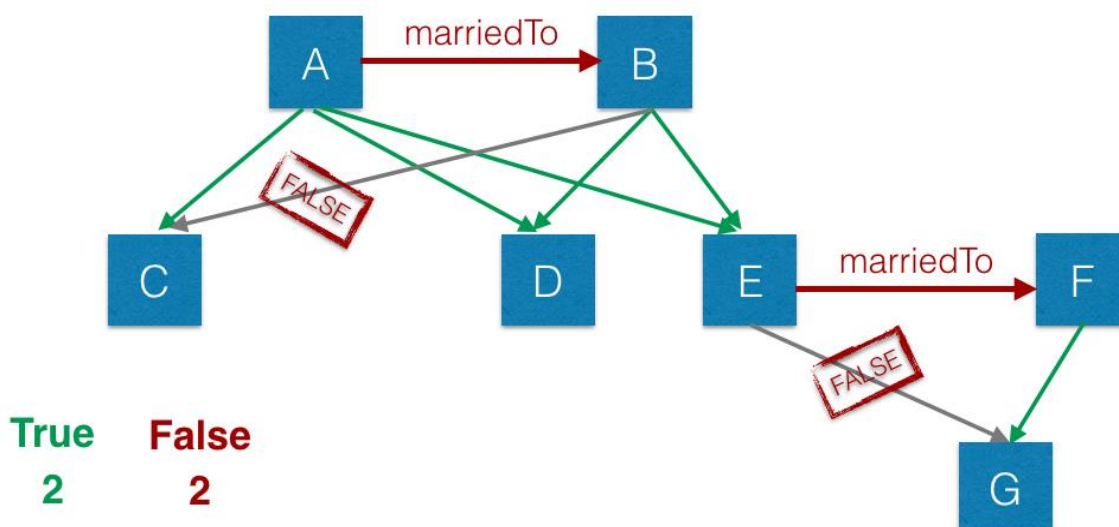 A marriedTo B
FALSE
C D E marriedTo F
FALSE
True False
2 2
G